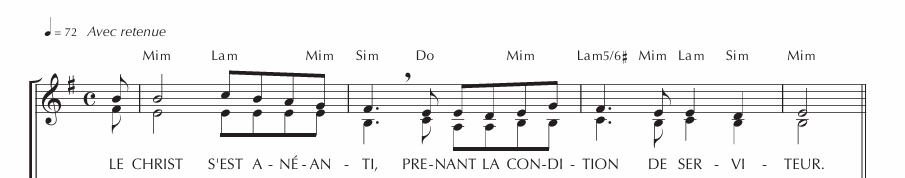 ♩ = 72 Avec retenue
Mim Lam Mim Sim Do Mim Lam5/6♯ Mim Lam Sim Mim
LE CHRIST S'EST A - NÉ - AN - TI, PRE - NANT LA CON - DI - TION DE SER - VI - TEUR.